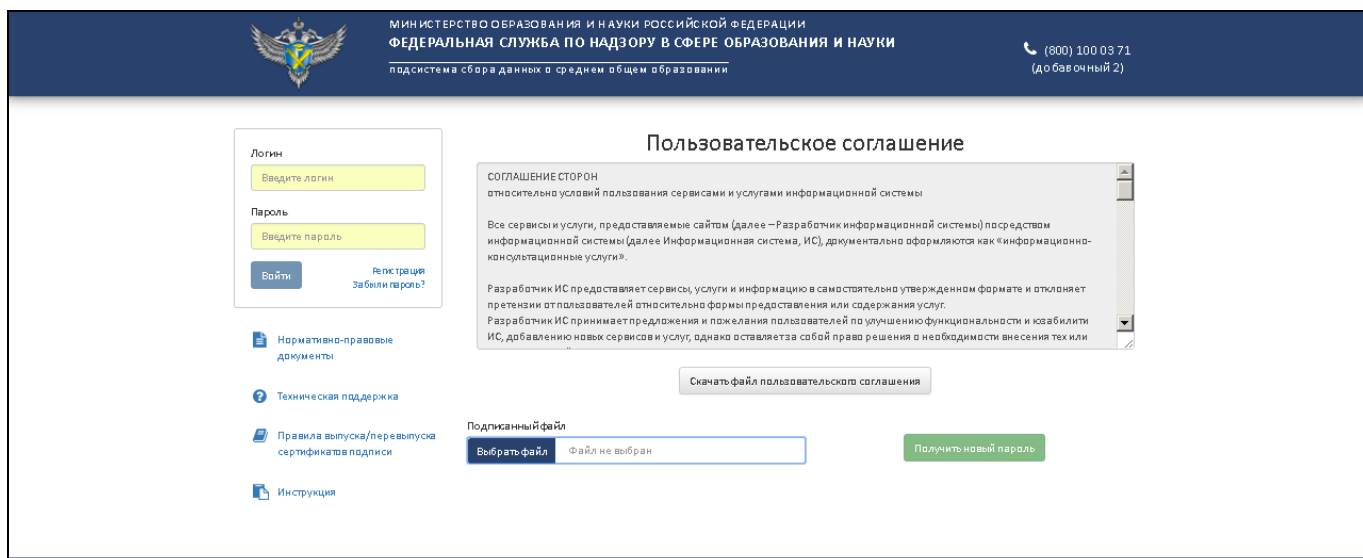 МИНИСТЕРСТВО ОБРАЗОВАНИЯ И НАУКИ РОССИЙСКОЙ ФЕДЕРАЦИИ
ФЕДЕРАЛЬНАЯ СЛУЖБА ПО НАДЗОРУ В СФЕРЕ ОБРАЗОВАНИЯ И НАУКИ
подсистема сбора данных о среднем общем образовании
(800) 100 03 71
(добавочный 2)
Логин
Введите логин
Пароль
Введите пароль
Войти
Регистрация
Забыли пароль?
Нормативно-правовые
документы
Техническая поддержка
Правила выпуска/перевыпуска
сертификатов подписи
Инструкция
Пользовательское соглашение
СОГЛАШЕНИЕ СТОРОН
относительно условий пользования сервисами и услугами информационной системы
Все сервисы и услуги, предоставляемые сайтом (далее – Разработчик информационной системы) посредством
информационной системы (далее Информационная система, ИС), документально оформляются как «информационно-
консультационные услуги».
Разработчик ИС предоставляет сервисы, услуги и информацию в самостоятельно утвержденном формате и отклоняет
претензии от пользователей относительно формы предоставления или содержания услуг.
Разработчик ИС принимает предложения и пожелания пользователей по улучшению функциональности и юзабилити
ИС, добавлению новых сервисов и услуг, однако оставляет за собой право решения о необходимости внесения тех или
Скачать файл пользовательского соглашения
Подписанный файл
Выбрать файл
Файл не выбран
Получить новый пароль